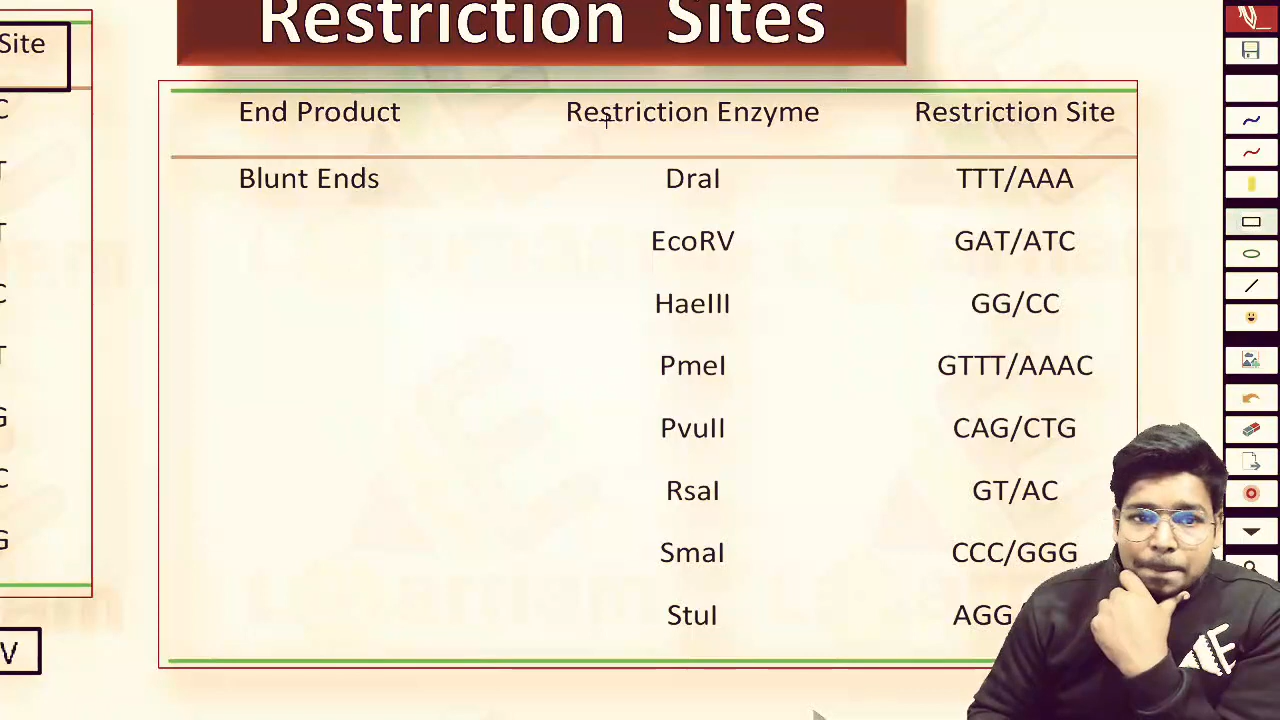 Restriction Sites
Site
C
T
T
C
T
G
C
G
V
End Product Restriction Enzyme Restriction Site
Blunt Ends DraI TTT/AAA
EcoRV GAT/ATC
HaeIII GG/CC
PmeI GTTT/AAAC
PvuII CAG/CTG
RsaI GT/AC
SmaI CCC/GGG
StuI AGG